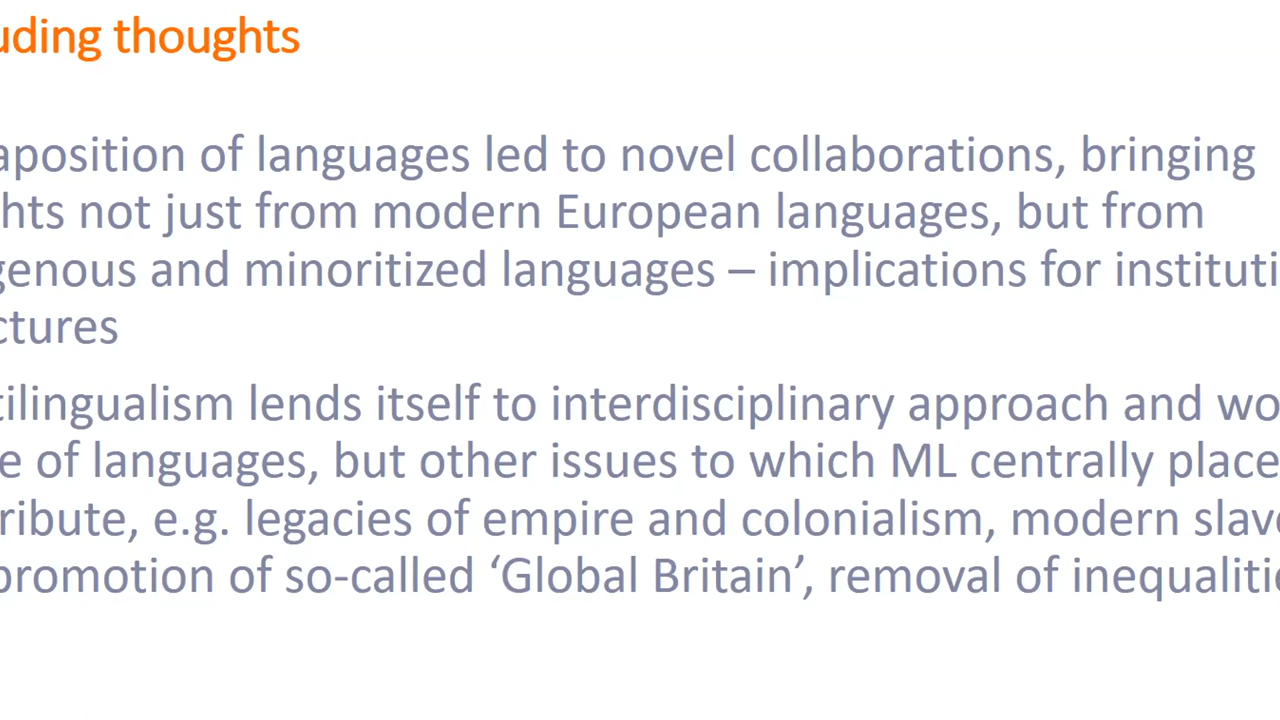 uding thoughts
aposition of languages led to novel collaborations, bringing
hts not just from modern European languages, but from
genous and minoritized languages – implications for instituti
ctures
tilingualism lends itself to interdisciplinary approach and wo
e of languages, but other issues to which ML centrally place
ribute, e.g. legacies of empire and colonialism, modern slav
promotion of so-called ‘Global Britain’, removal of inequaliti